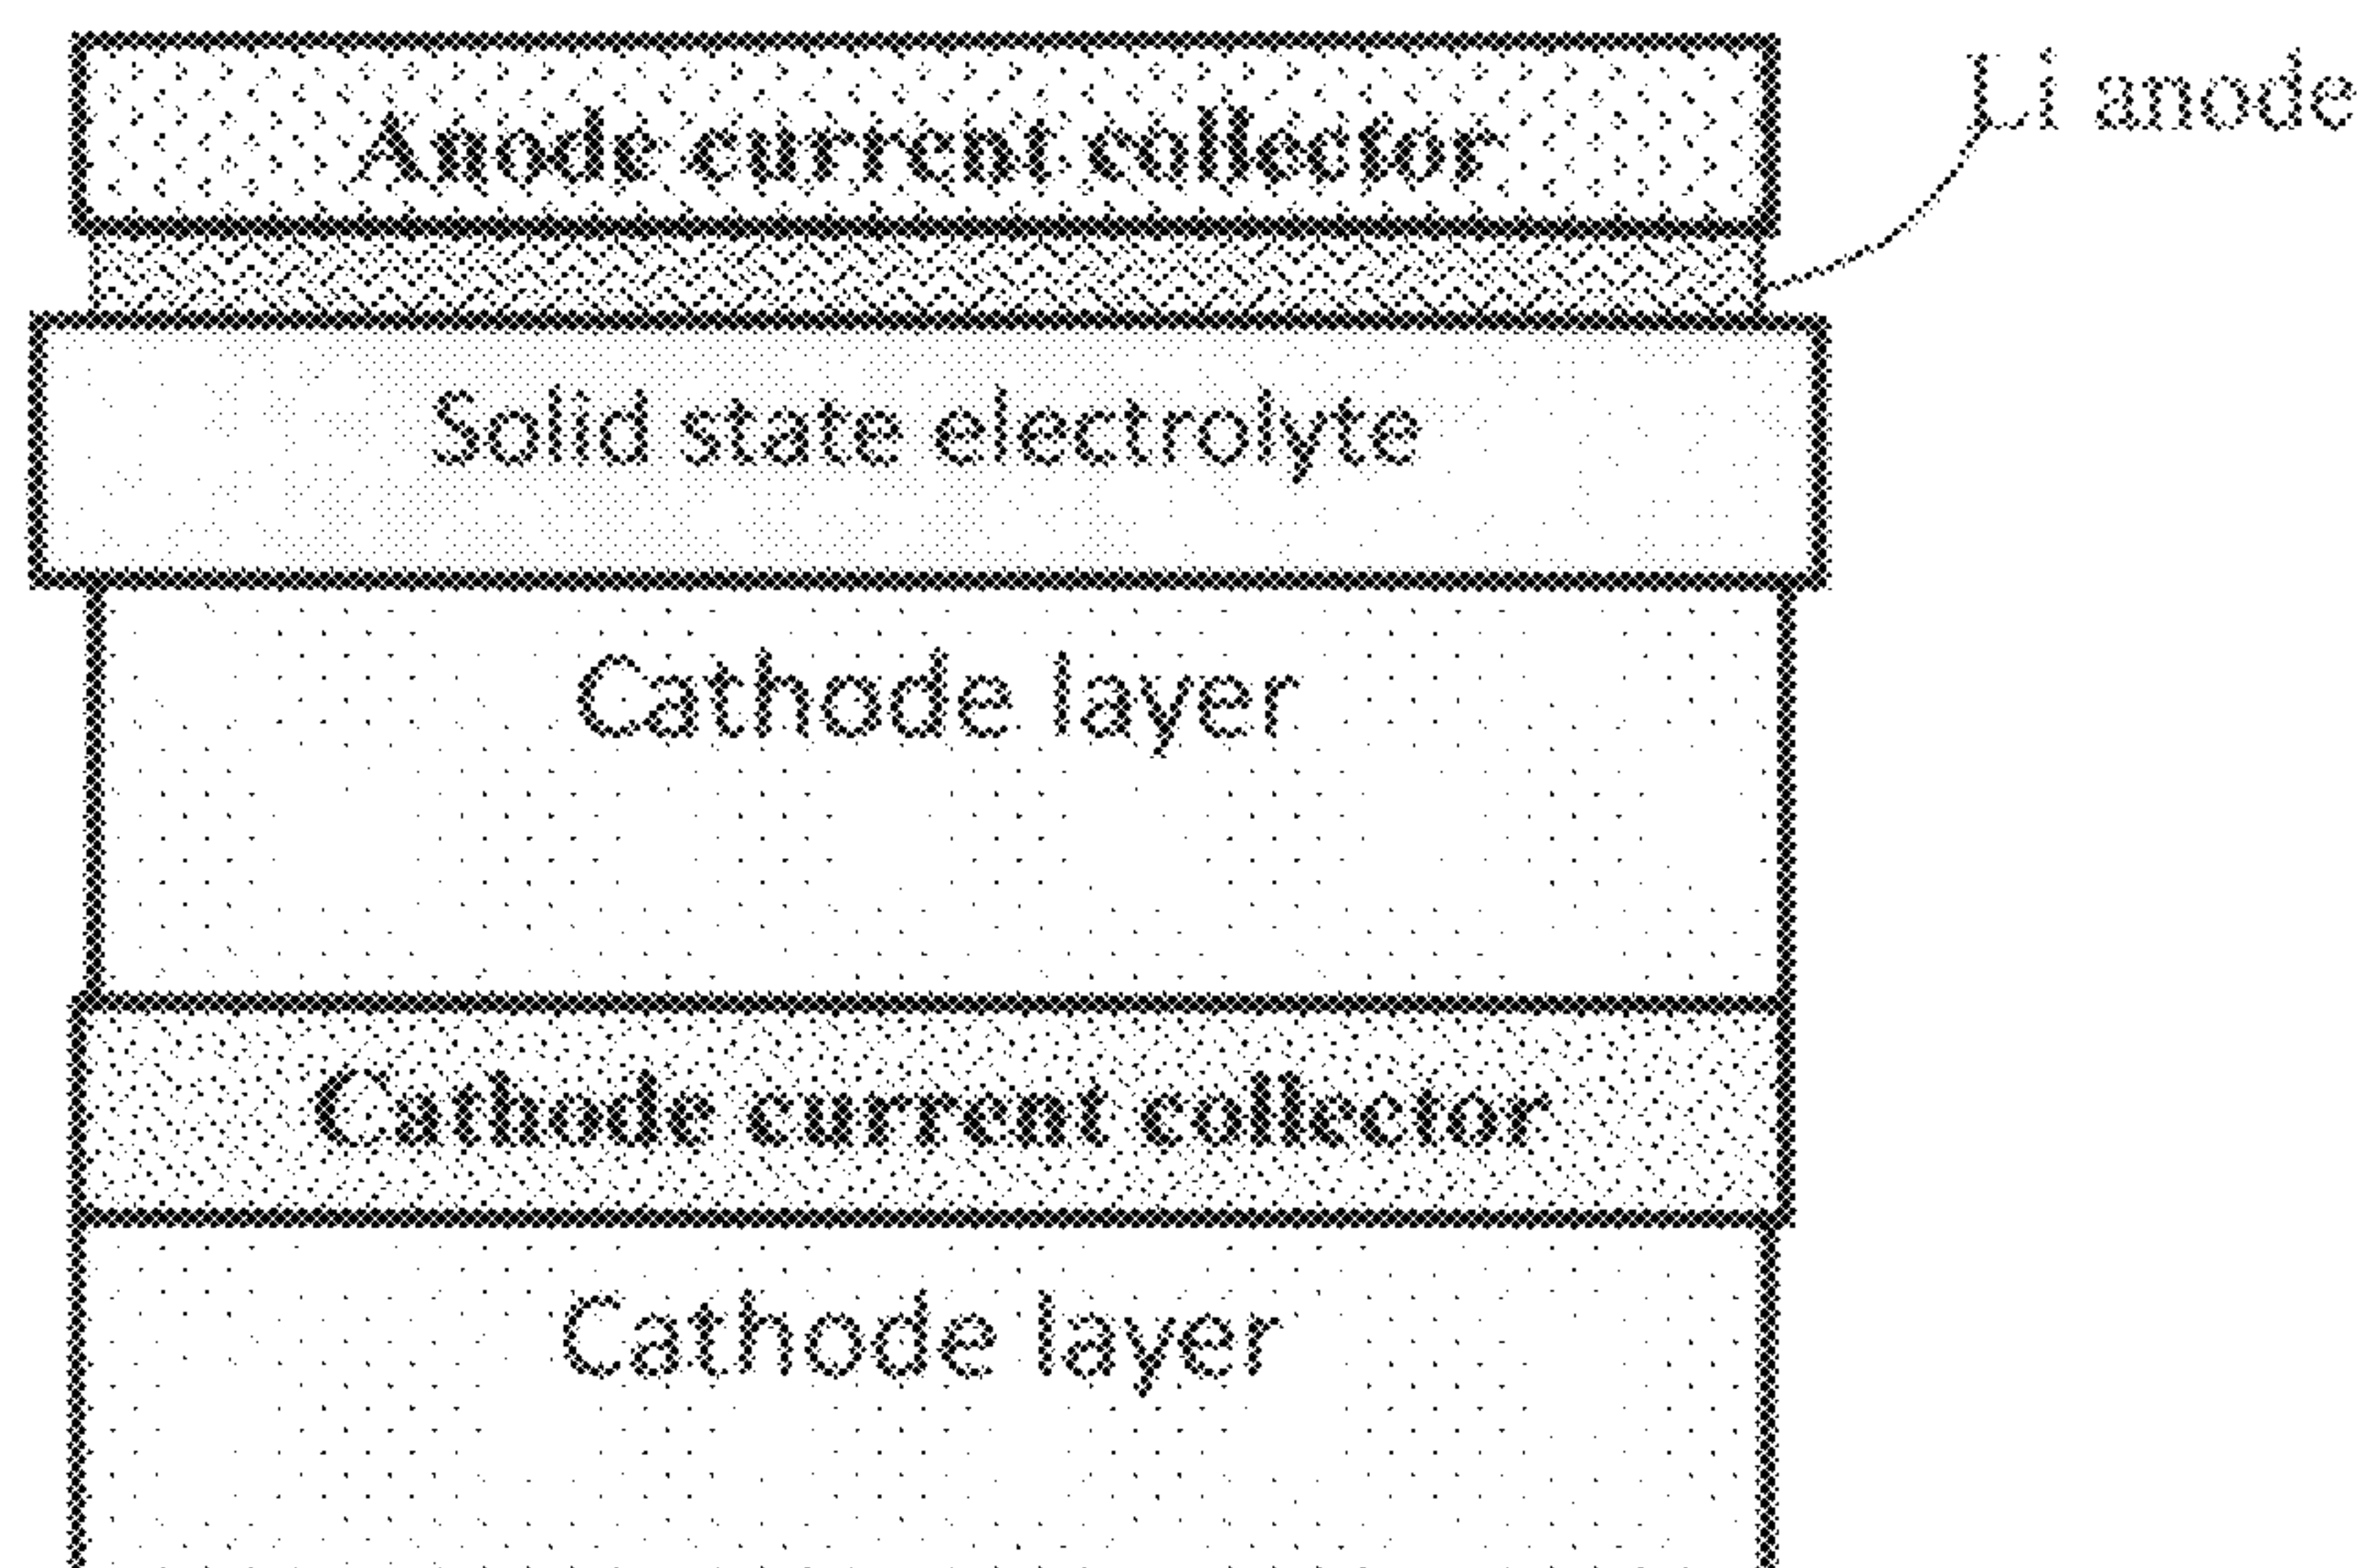 Li anode
Anode current collector
Solid state electrolyte
Cathode layer
Cathode current collector
Cathode layer